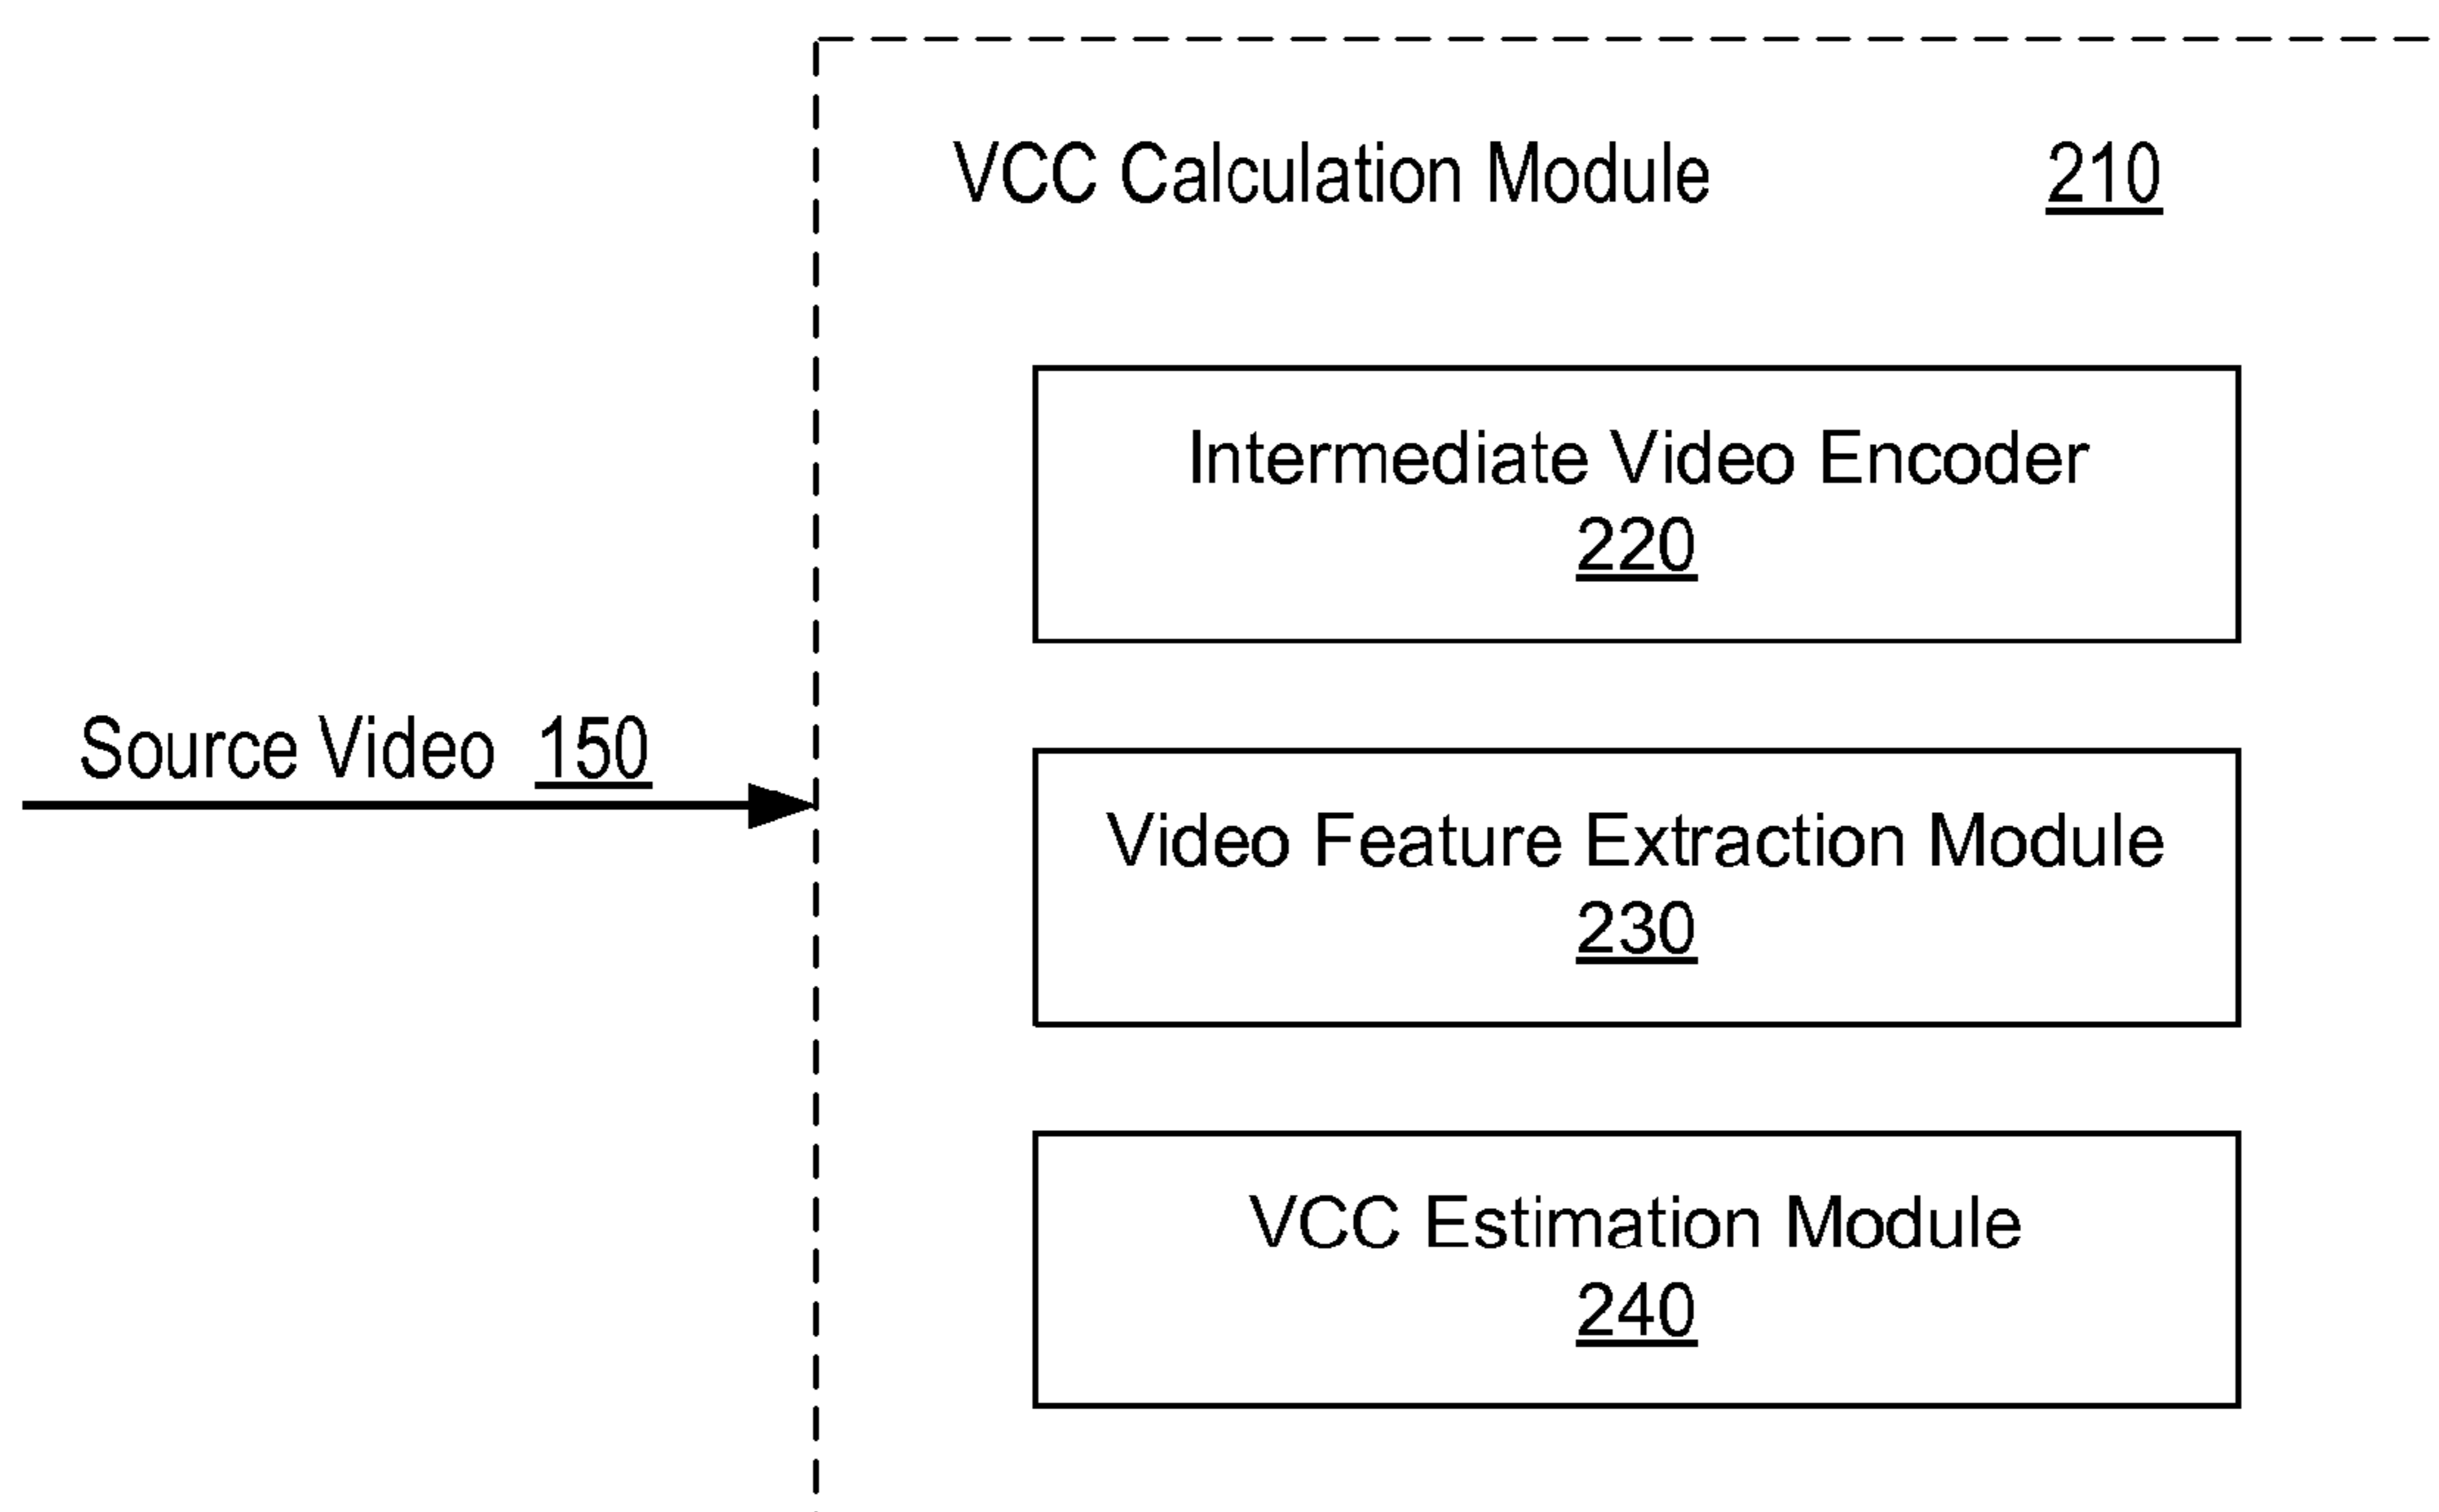 VCC Calculation Module 210
Intermediate Video Encoder
220
Source Video 150
Video Feature Extraction Module
230
VCC Estimation Module
240